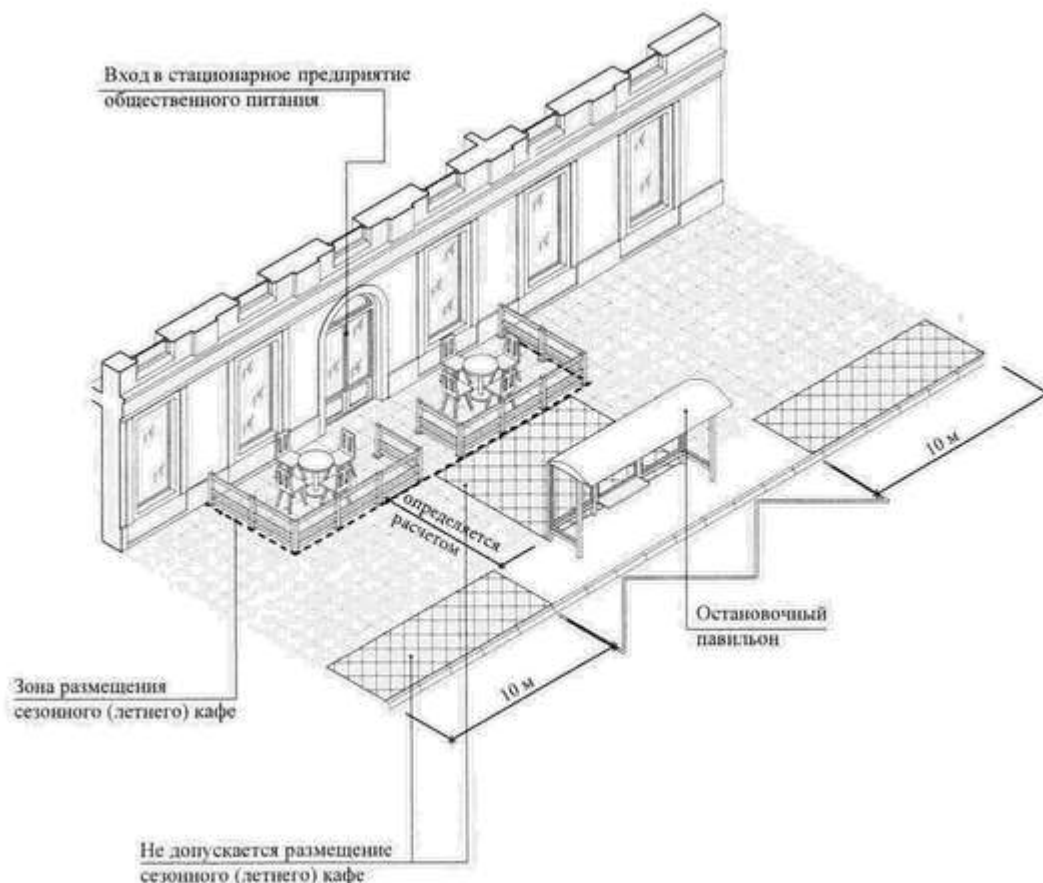 Вход в стационарное предприятие
общественного питания
10 м
определяется
расчетом
Остановочный
павильон
Зона размещения
сезонного (летнего) кафе
10 м
Не допускается размещение
сезонного (летнего) кафе